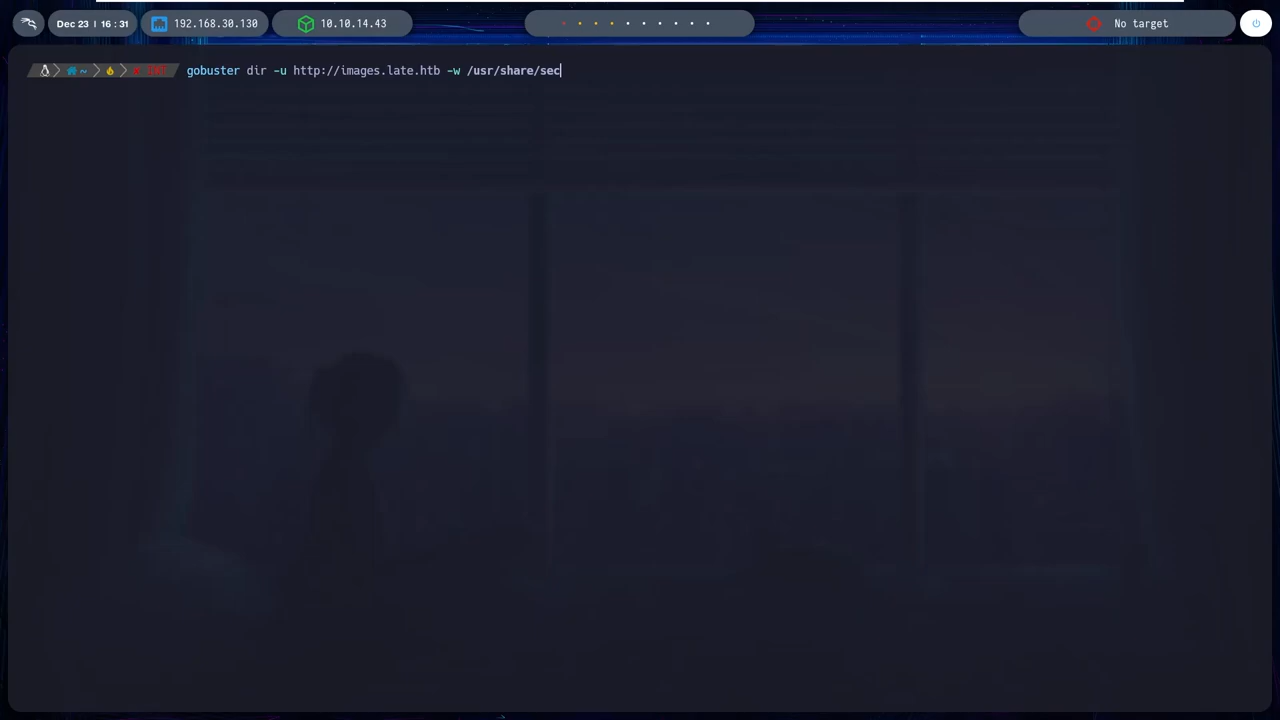 Dec 23 | 16:31 192.168.30.130 10.10.14.43 No target
~ gobuster dir -u http://images.late.htb -w /usr/share/sec